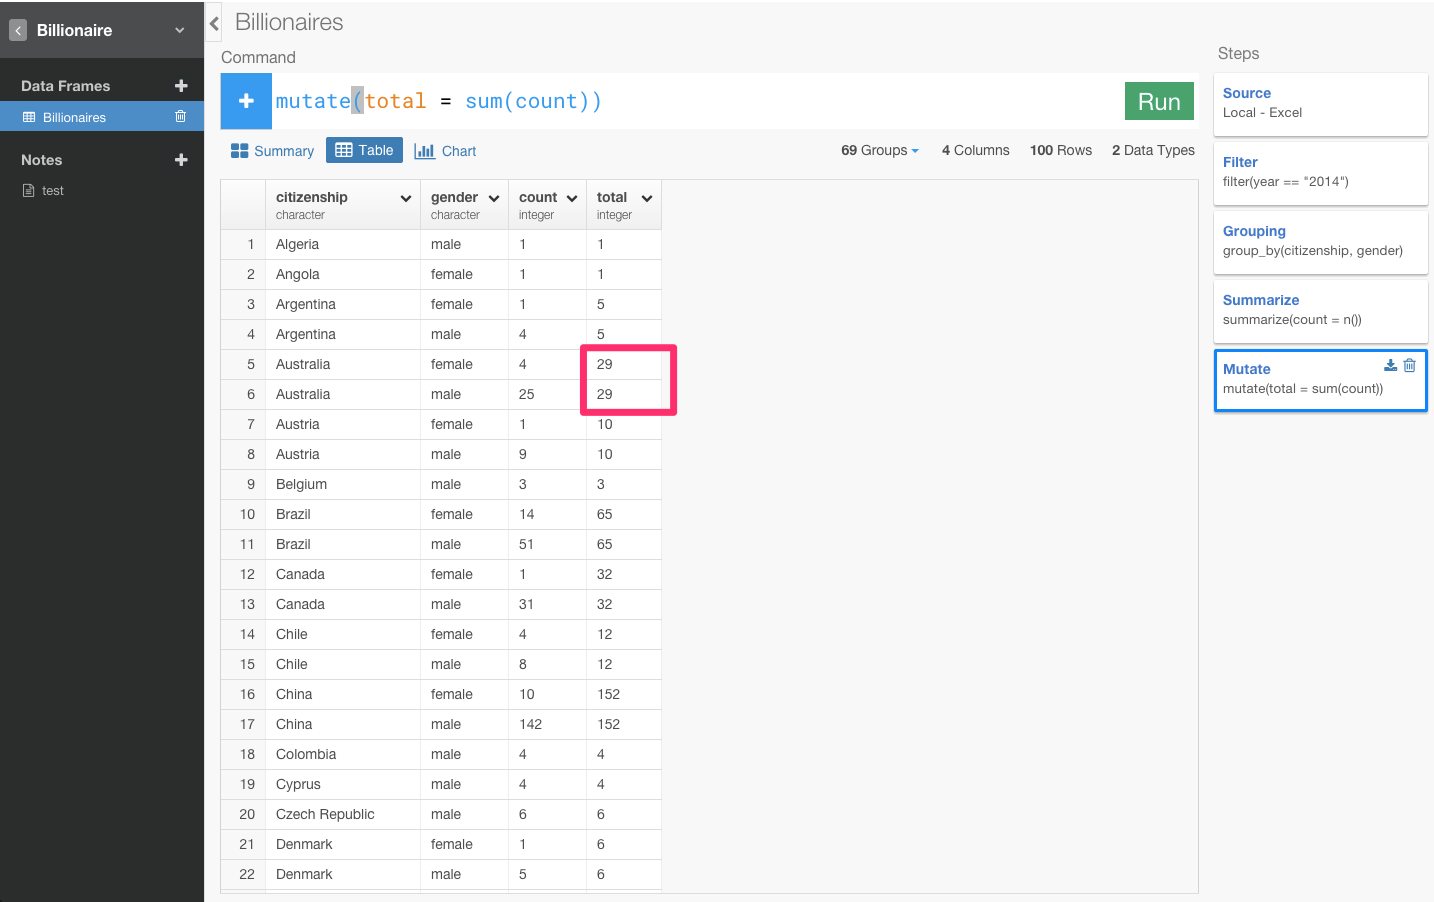 Billionaire
Data Frames
Billionaires
Notes
test
Billionaires
Command
mutate(total = sum(count))
Run
Summary Table Chart 69 Groups 4 Columns 100 Rows 2 Data Types
citizenship gender count total
character character integer integer
1 Algeria male 1 1
2 Angola female 1 1
3 Argentina female 1 5
4 Argentina male 4 5
5 Australia female 4 29
6 Australia male 25 29
7 Austria female 1 10
8 Austria male 9 10
9 Belgium male 3 3
10 Brazil female 14 65
11 Brazil male 51 65
12 Canada female 1 32
13 Canada male 31 32
14 Chile female 4 12
15 Chile male 8 12
16 China female 10 152
17 China male 142 152
18 Colombia male 4 4
19 Cyprus male 4 4
20 Czech Republic male 6 6
21 Denmark female 1 6
22 Denmark male 5 6
Steps
Source
Local - Excel
Filter
filter(year == "2014")
Grouping
group_by(citizenship, gender)
Summarize
summarize(count = n())
Mutate
mutate(total = sum(count))